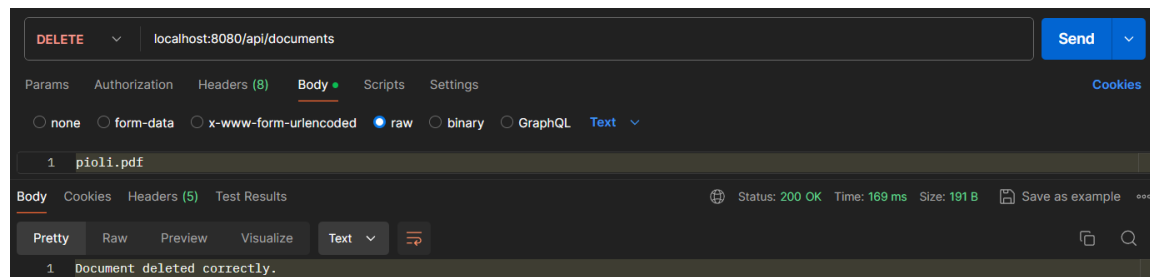 DELETE localhost:8080/api/documents Send
Params Authorization Headers (8) Body Scripts Settings Cookies
none form-data x-www-form-urlencoded raw binary GraphQL Text
1 pioli.pdf
Body Cookies Headers (5) Test Results Status: 200 OK Time: 169 ms Size: 191 B Save as example
Pretty Raw Preview Visualize Text
1 Document deleted correctly.